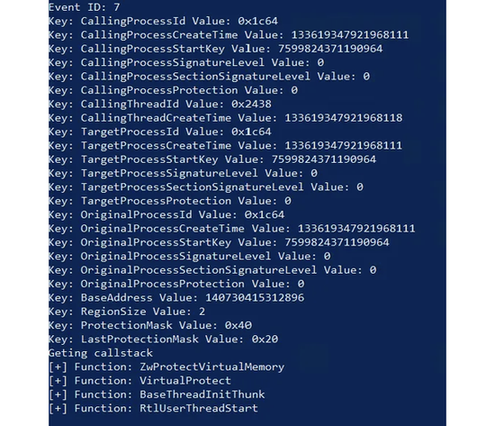 Event ID: 7
Key: CallingProcessId Value: 0x1c64
Key: CallingProcessCreateTime Value: 133619347921968111
Key: CallingProcessStartKey Value: 7599824371190964
Key: CallingProcessSignatureLevel Value: 0
Key: CallingProcessSectionSignatureLevel Value: 0
Key: CallingProcessProtection Value: 0
Key: CallingThreadId Value: 0x2438
Key: CallingThreadCreateTime Value: 133619347921968118
Key: TargetProcessId Value: 0x1c64
Key: TargetProcessCreateTime Value: 133619347921968111
Key: TargetProcessStartKey Value: 7599824371190964
Key: TargetProcessSignatureLevel Value: 0
Key: TargetProcessSectionSignatureLevel Value: 0
Key: TargetProcessProtection Value: 0
Key: OriginalProcessId Value: 0x1c64
Key: OriginalProcessCreateTime Value: 133619347921968111
Key: OriginalProcessStartKey Value: 7599824371190964
Key: OriginalProcessSignatureLevel Value: 0
Key: OriginalProcessSectionSignatureLevel Value: 0
Key: OriginalProcessProtection Value: 0
Key: BaseAddress Value: 140730415312896
Key: RegionSize Value: 2
Key: ProtectionMask Value: 0x40
Key: LastProtectionMask Value: 0x20
Geting callstack
[+] Function: ZwProtectVirtualMemory
[+] Function: VirtualProtect
[+] Function: BaseThreadInitThunk
[+] Function: RtlUserThreadStart